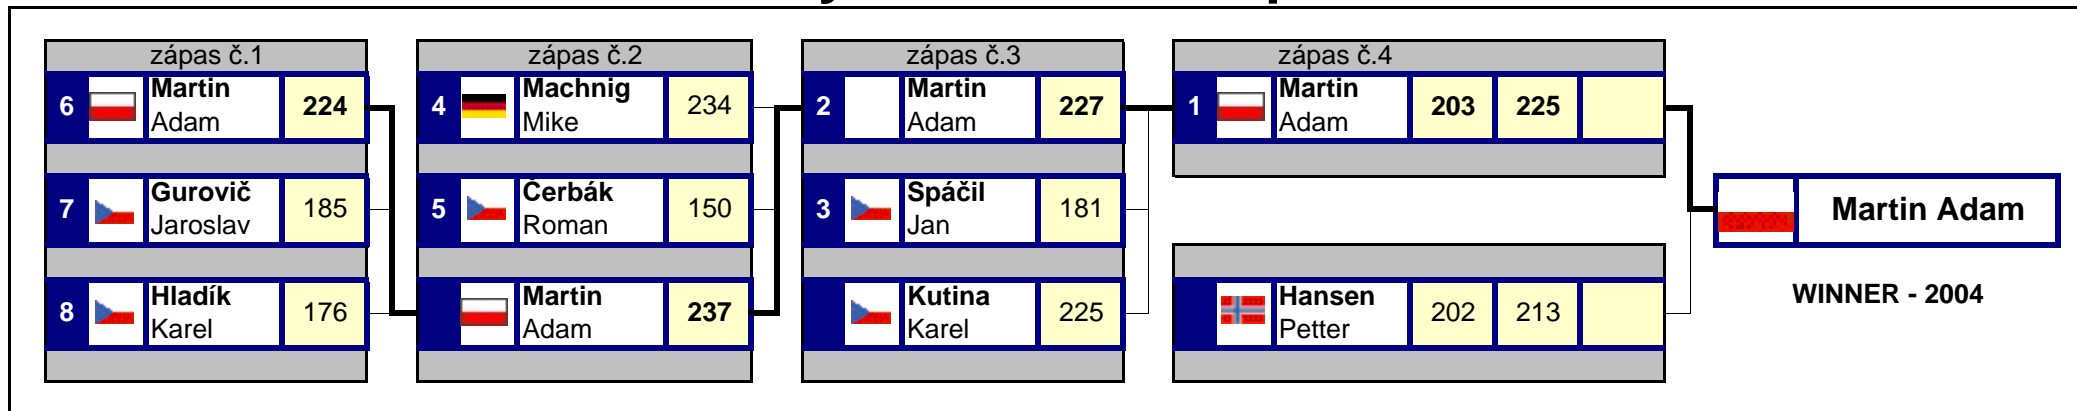 zápas č.1
6
Martin
Adam
224
7
Gurovič
Jaroslav
185
8
Hladík
Karel
176
zápas č.2
4
Machnig
Mike
234
5
Čerbák
Roman
150
Martin
Adam
237
zápas č.3
2
Martin
Adam
227
3
Spáčil
Jan
181
Kutina
Karel
225
zápas č.4
1
Martin
Adam
203
225
Hansen
Petter
202
213
Martin Adam
WINNER - 2004